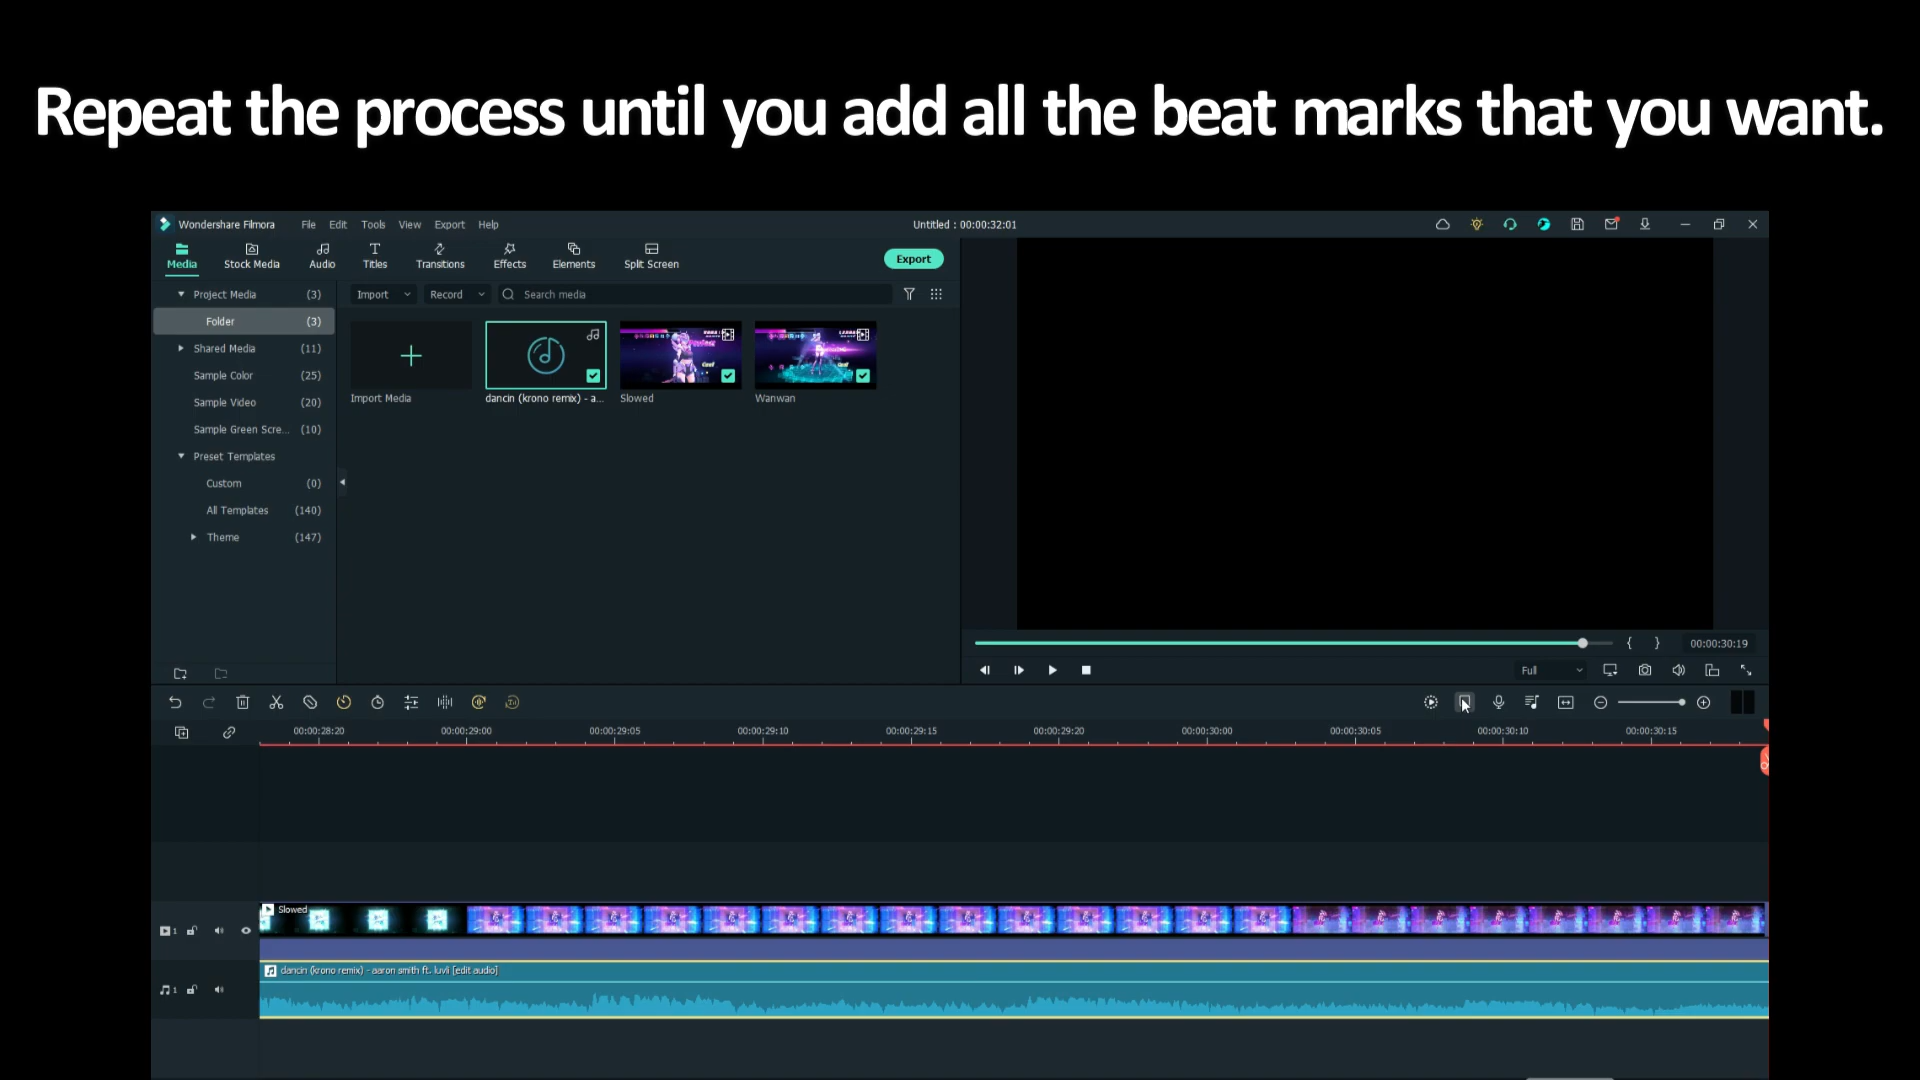 Repeat the process until you add all the beat marks that you want.
Wondershare Filmora File Edit Tools View Export Help Untitled : 00:00:32:01
Media Stock Media Audio Titles Transitions Effects Elements Split Screen Export
Project Media (3)
Folder (3)
Shared Media (11)
Sample Color (25)
Sample Video (20)
Sample Green Scre... (10)
Preset Templates
Custom (0)
All Templates (140)
Theme (147)
Import Record Search media
Import Media dancin (krono remix) - a... Slowed Wanwan
00:00:30:19
Full
00:00:28:20 00:00:29:00 00:00:29:05 00:00:29:10 00:00:29:15 00:00:29:20 00:00:30:00 00:00:30:05 00:00:30:10 00:00:30:15
Slowed
1
dancin (krono remix) - aaron smith ft. luvli [edit audio]
1